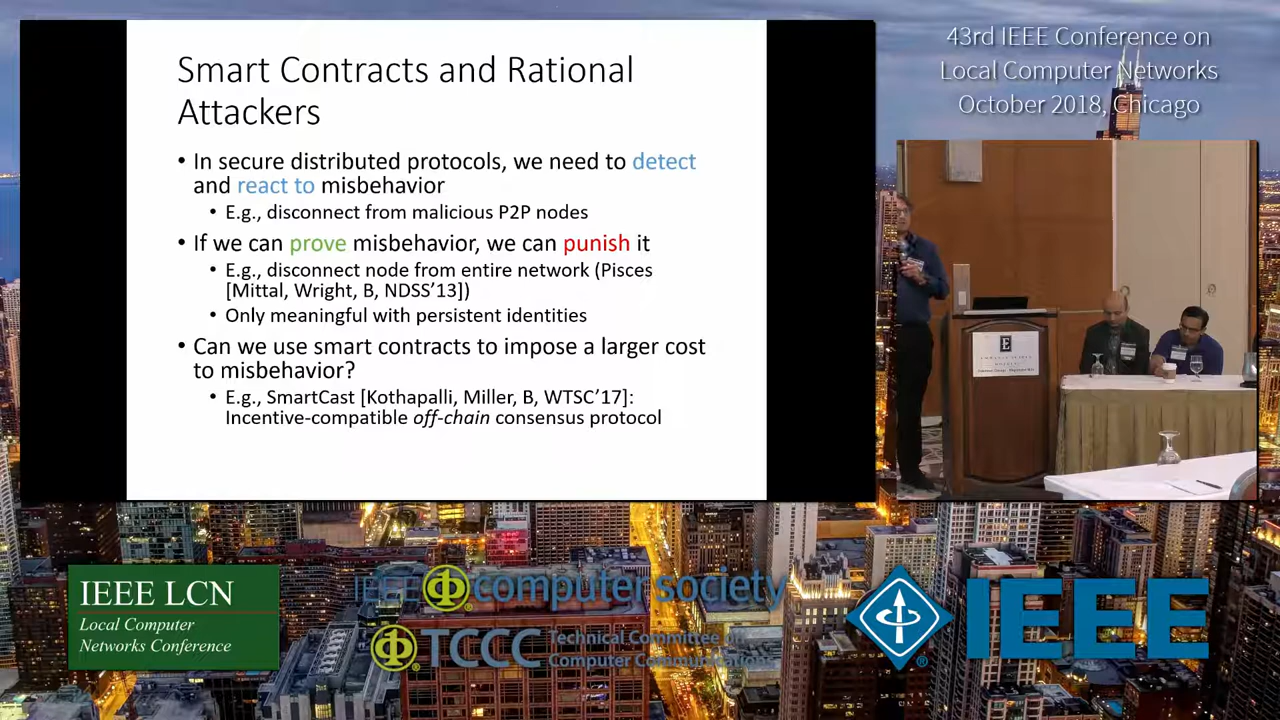 Smart Contracts and Rational
Attackers
• In secure distributed protocols, we need to detect
and react to misbehavior
• E.g., disconnect from malicious P2P nodes
• If we can prove misbehavior, we can punish it
• E.g., disconnect node from entire network (Pisces
[Mittal, Wright, B, NDSS’13])
• Only meaningful with persistent identities
• Can we use smart contracts to impose a larger cost
to misbehavior?
• E.g., SmartCast [Kothapalli, Miller, B, WTSC’17]:
Incentive-compatible off-chain consensus protocol
43rd IEEE Conference on
Local Computer Networks
October 2018, Chicago
IEEE LCN
Local Computer
Networks Conference
IEEE computer society
TCCC Technical Committee on
Computer Communications
IEEE